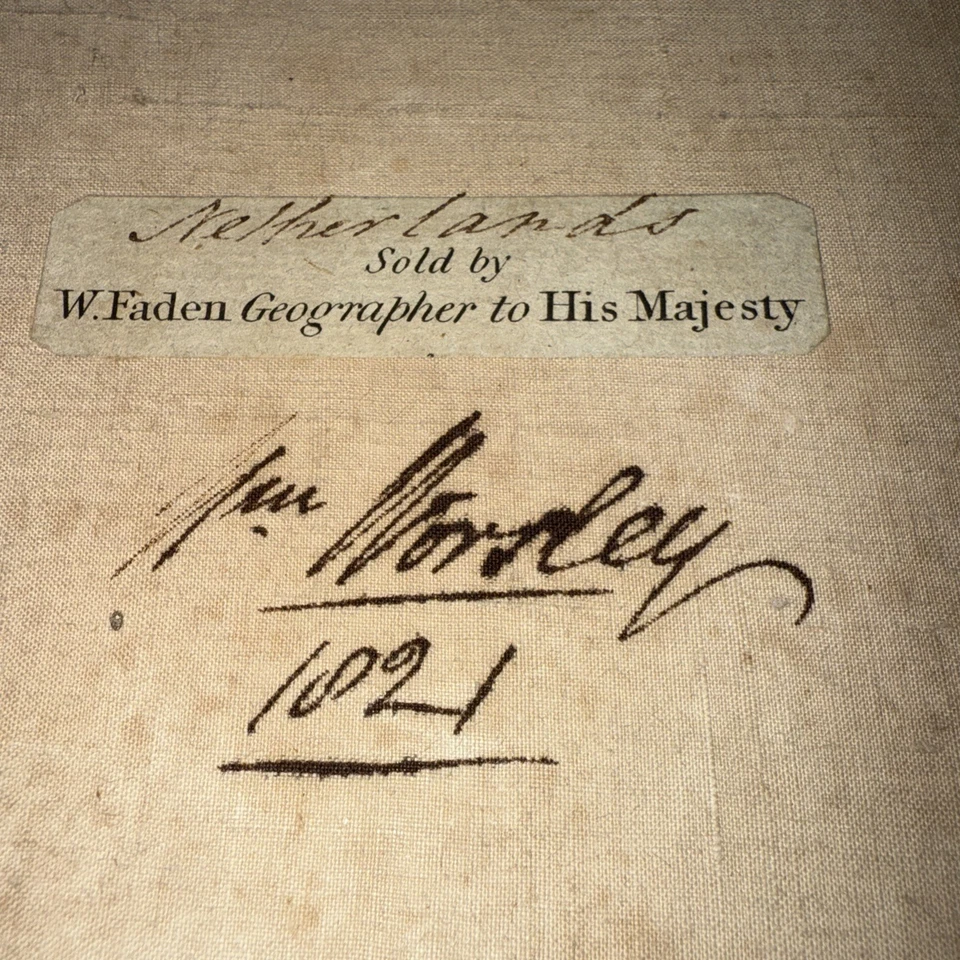 Netherlands
Sold by
W. Faden Geographer to His Majesty
Wm Worsley
1821